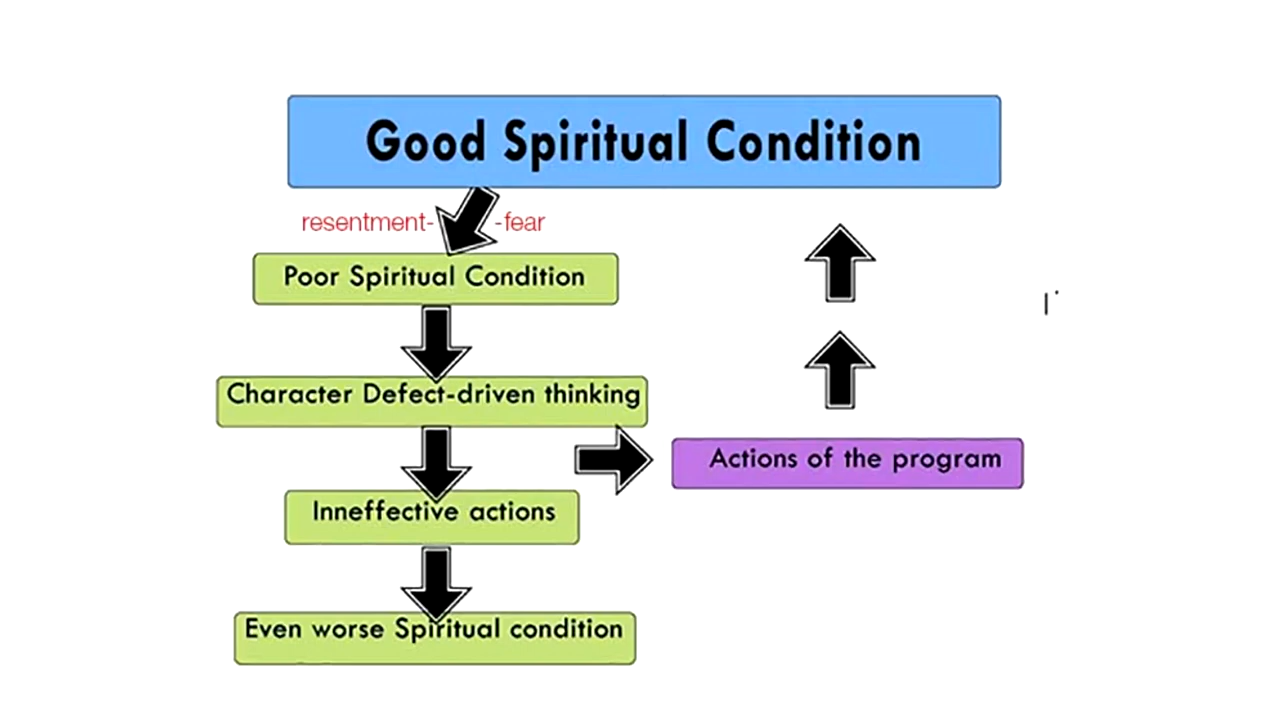 Good Spiritual Condition
resentment- -fear
Poor Spiritual Condition
Character Defect-driven thinking
Actions of the program
Inneffective actions
Even worse Spiritual condition